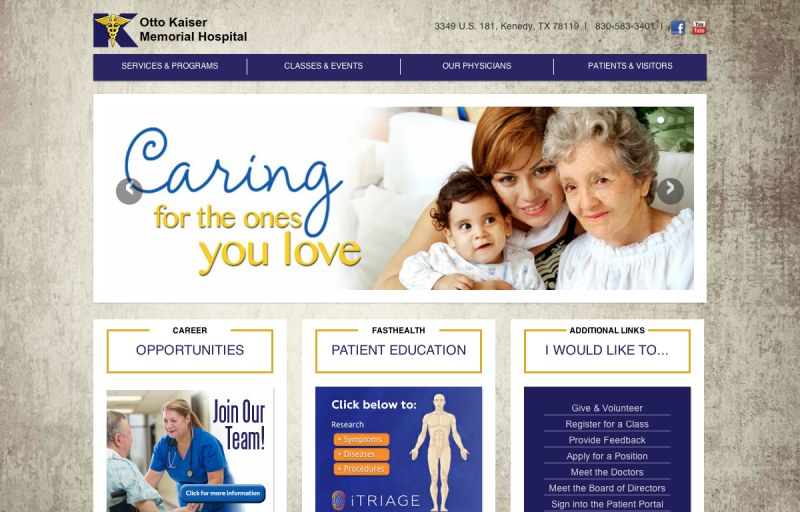 Otto Kaiser
Memorial Hospital
3349 U.S. 181, Kenedy, TX 78119 | 830-583-3401 |
You
Tube
SERVICES & PROGRAMS
CLASSES & EVENTS
OUR PHYSICIANS
PATIENTS & VISITORS
Caring
for the ones
you love
CAREER
OPPORTUNITIES
Join Our
Team!
Click for more information
FASTHEALTH
PATIENT EDUCATION
Click below to:
Research
+ Symptoms
+ Diseases
+ Procedures
iTRIAGE
ADDITIONAL LINKS
I WOULD LIKE TO...
Give & Volunteer
Register for a Class
Provide Feedback
Apply for a Position
Meet the Doctors
Meet the Board of Directors
Sign into the Patient Portal